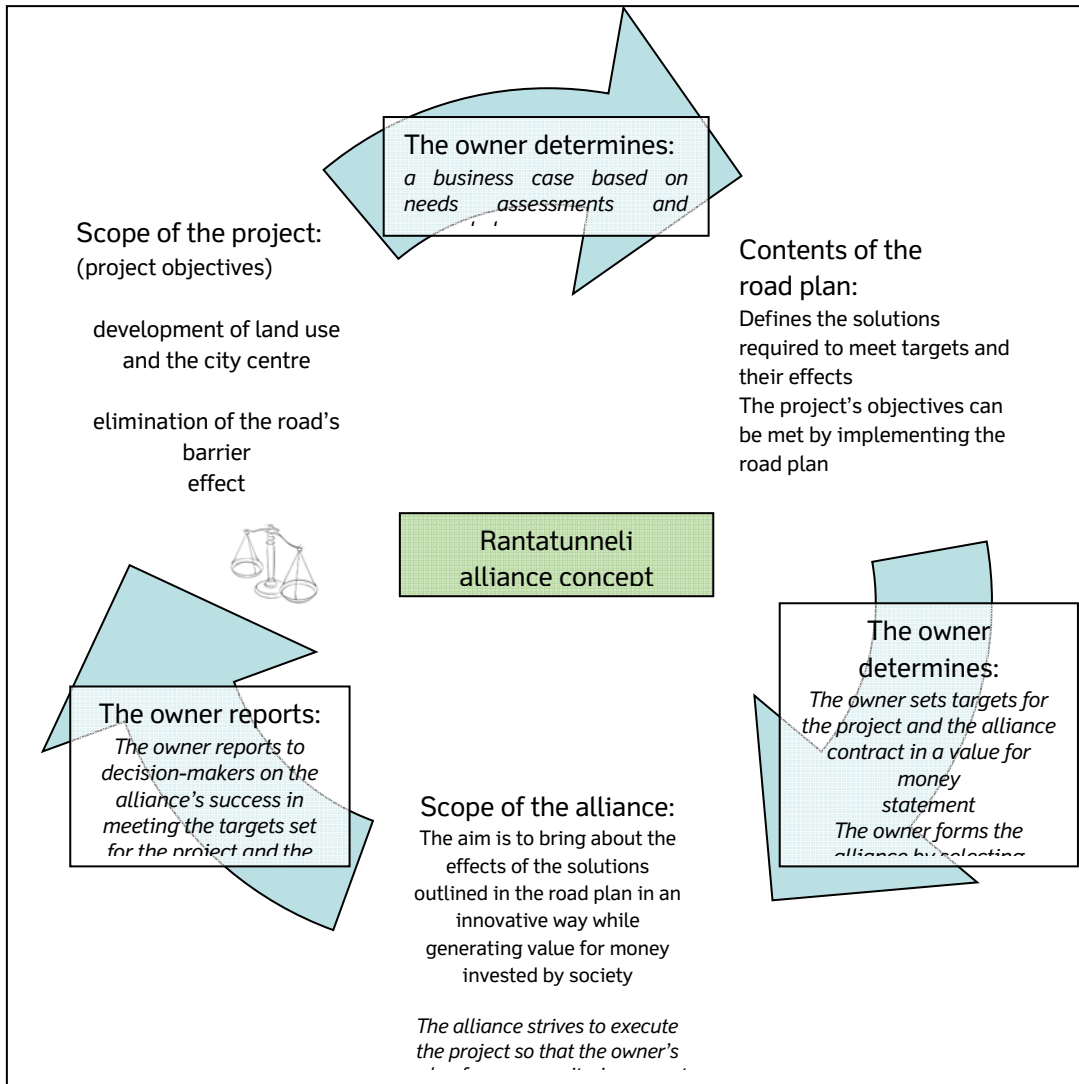 The owner determines:
a business case based on
needs assessments and
Scope of the project:
(project objectives)
development of land use
and the city centre
elimination of the road's
barrier
effect
Contents of the
road plan:
Defines the solutions
required to meet targets and
their effects
The project's objectives can
be met by implementing the
road plan
Rantatunneli
alliance concept
The owner
determines:
The owner sets targets for
the project and the alliance
contract in a value for
money
statement
The owner forms the
alliance by selecting
The owner reports:
The owner reports to
decision-makers on the
alliance's success in
meeting the targets set
for the project and the
Scope of the alliance:
The aim is to bring about the
effects of the solutions
outlined in the road plan in an
innovative way while
generating value for money
invested by society
The alliance strives to execute
the project so that the owner's